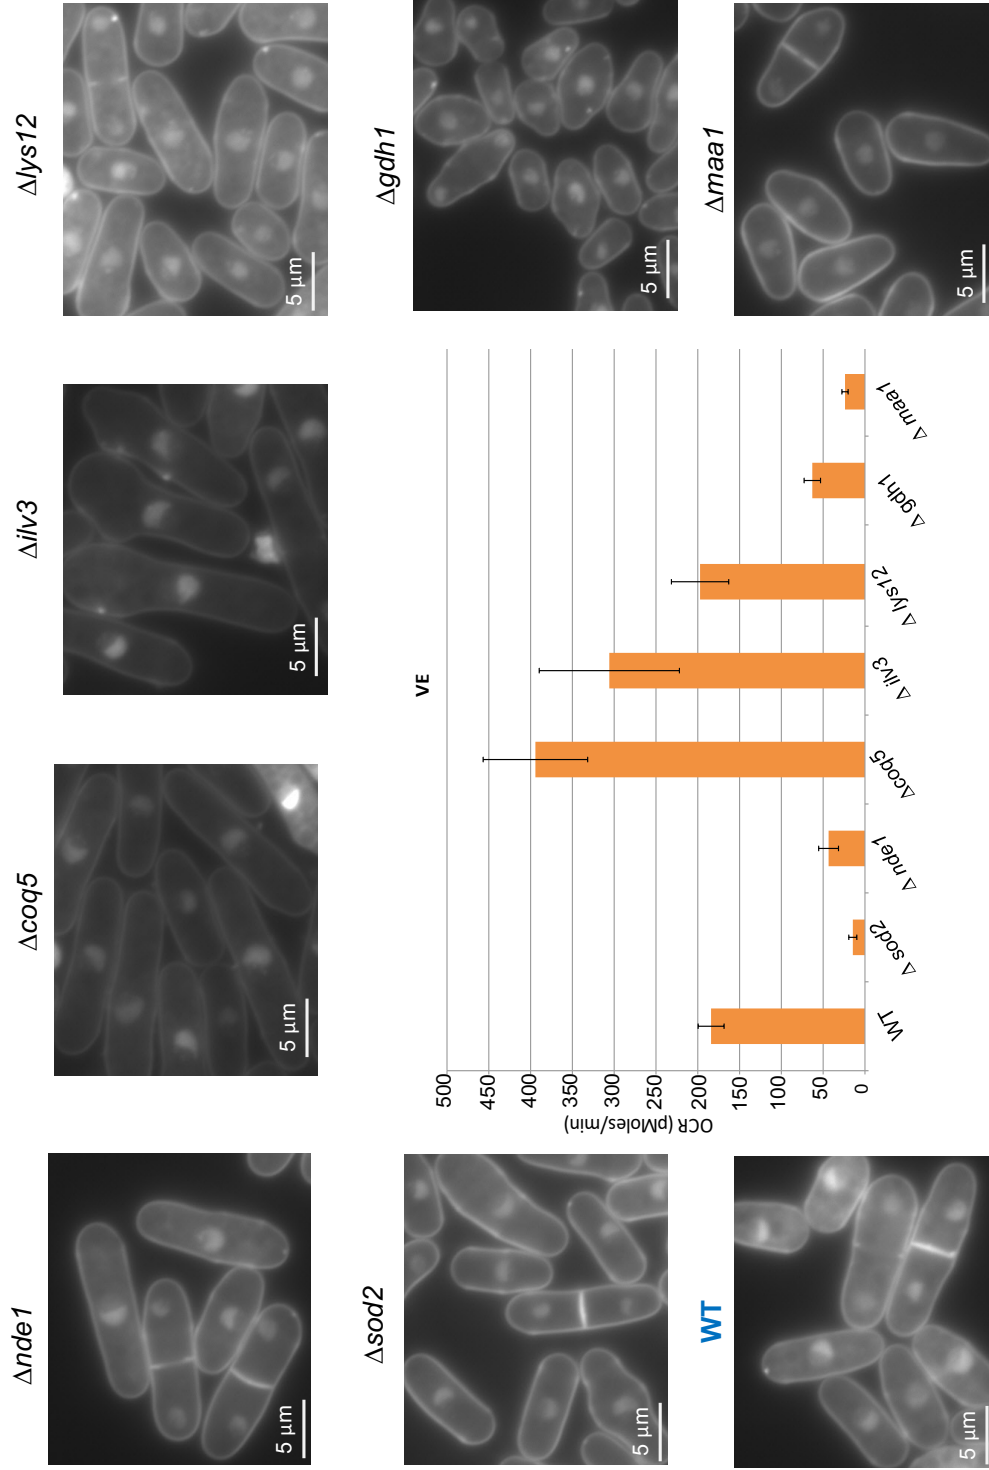 Δnde1
5 µm
Δcoq5
5 µm
Δilv3
5 µm
Δlys12
5 µm
Δsod2
5 µm
WT
5 µm
VE
OCR (pMoles/min)
500
450
400
350
300
250
200
150
100
50
0
WT
Δ sod2
Δ nde1
Δcoq5
Δ ilv3
Δ lys12
Δ gdh1
Δ maa1
Δgdh1
5 µm
Δmaa1
5 µm